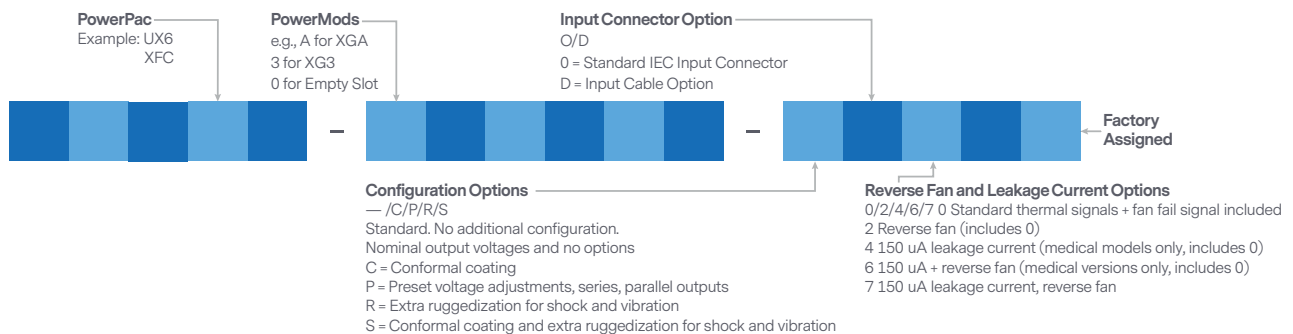 PowerPac
Example: UX6
XFC
PowerMods
e.g., A for XGA
3 for XG3
0 for Empty Slot
Input Connector Option
O/D
0 = Standard IEC Input Connector
D = Input Cable Option
–
–
Factory
Assigned
Configuration Options
— /C/P/R/S
Standard. No additional configuration.
Nominal output voltages and no options
C = Conformal coating
P = Preset voltage adjustments, series, parallel outputs
R = Extra ruggedization for shock and vibration
S = Conformal coating and extra ruggedization for shock and vibration
Reverse Fan and Leakage Current Options
0/2/4/6/7 0 Standard thermal signals + fan fail signal included
2 Reverse fan (includes 0)
4 150 uA leakage current (medical models only, includes 0)
6 150 uA + reverse fan (medical versions only, includes 0)
7 150 uA leakage current, reverse fan